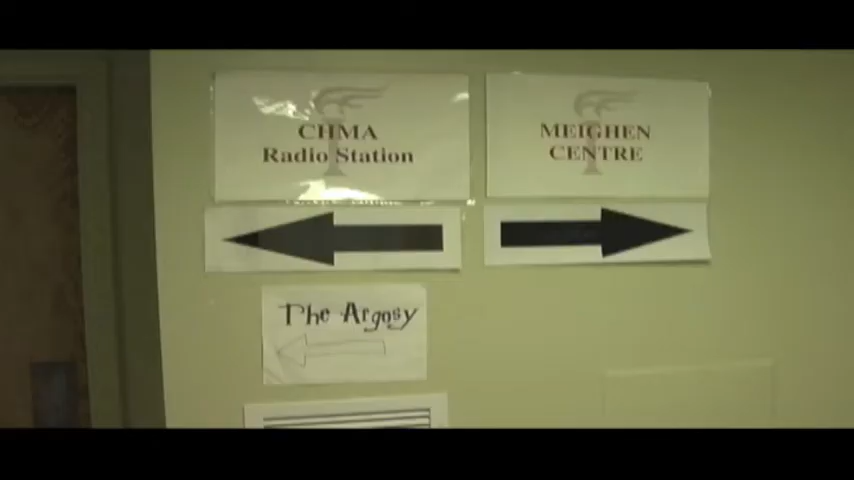 CHMA
Radio Station
MEIGHEN
CENTRE
The Argosy